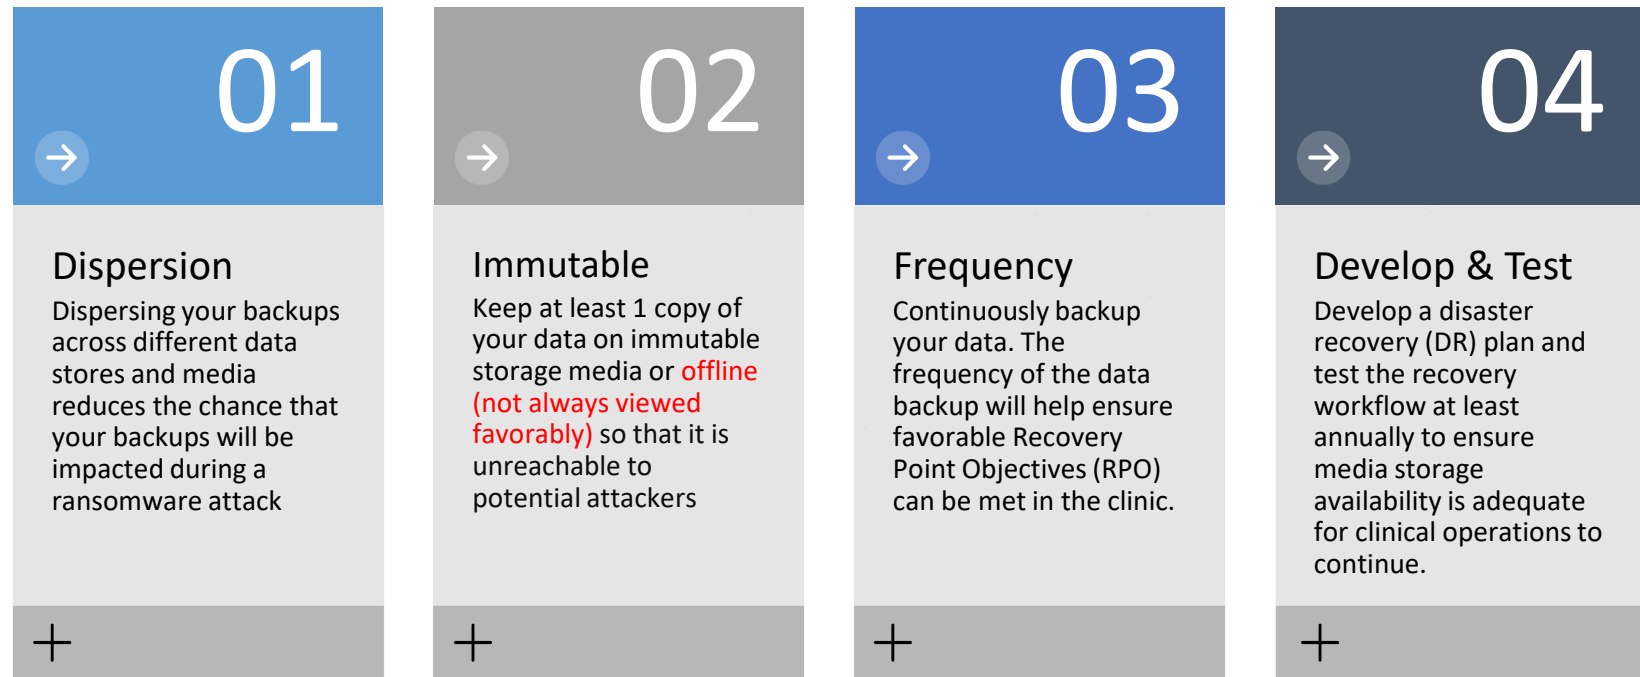 01
Dispersion
Dispersing your backups
across different data
stores and media
reduces the chance that
your backups will be
impacted during a
ransomware attack
02
Immutable
Keep at least 1 copy of
your data on immutable
storage media or offline
(not always viewed
favorably) so that it is
unreachable to
potential attackers
03
Frequency
Continuously backup
your data. The
frequency of the data
backup will help ensure
favorable Recovery
Point Objectives (RPO)
can be met in the clinic.
04
Develop & Test
Develop a disaster
recovery (DR) plan and
test the recovery
workflow at least
annually to ensure
media storage
availability is adequate
for clinical operations to
continue.